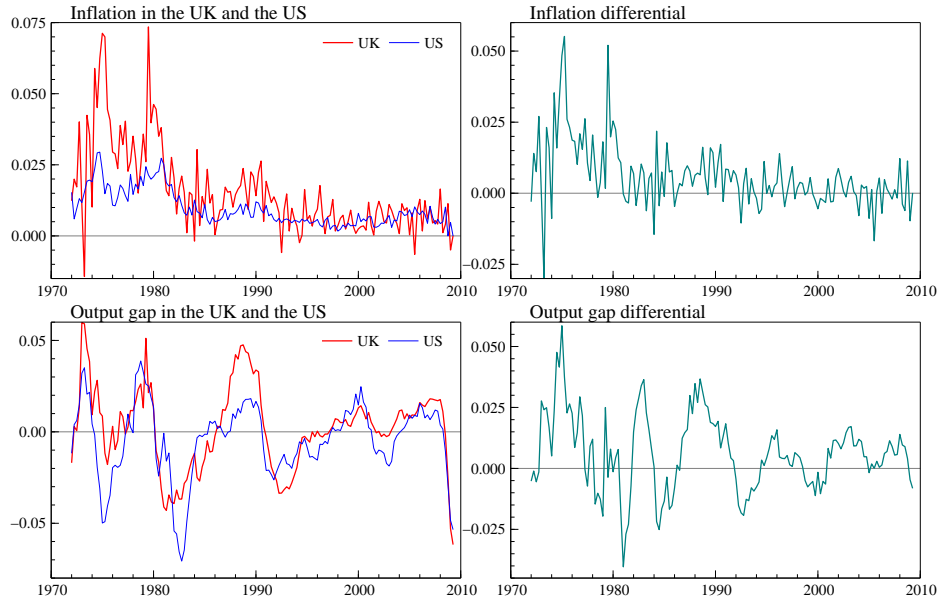 Inflation in the UK and the US
0.075
0.050
0.025
0.000
UK US
1970 1980 1990 2000 2010
Inflation differential
0.050
0.025
0.000
−0.025
1970 1980 1990 2000 2010
Output gap in the UK and the US
0.05
0.00
−0.05
UK US
1970 1980 1990 2000 2010
Output gap differential
0.050
0.025
0.000
−0.025
1970 1980 1990 2000 2010